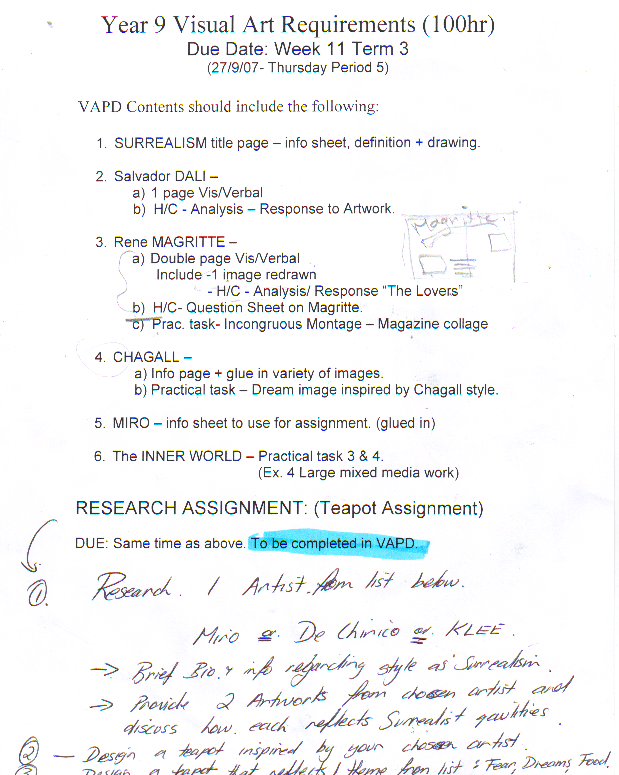 Year 9 Visual Art Requirements (100hr)
Due Date: Week 11 Term 3
(27/9/07- Thursday Period 5)
VAPD Contents should include the following:
1. SURREALISM title page – info sheet, definition + drawing.
2. Salvador DALI –
a) 1 page Vis/Verbal
b) H/C - Analysis – Response to Artwork.
Magritte.
3. Rene MAGRITTE –
a) Double page Vis/Verbal
Include -1 image redrawn
- H/C - Analysis/ Response “The Lovers”
b) H/C- Question Sheet on Magritte.
c) Prac. task- Incongruous Montage – Magazine collage
4. CHAGALL –
a) Info page + glue in variety of images.
b) Practical task – Dream image inspired by Chagall style.
5. MIRO – info sheet to use for assignment. (glued in)
6. The INNER WORLD – Practical task 3 & 4.
(Ex. 4 Large mixed media work)
RESEARCH ASSIGNMENT: (Teapot Assignment)
DUE: Same time as above. To be completed in VAPD.
1. Research. 1 Artist from list below.
Miro or De Chirico or KLEE.
→ Brief Bio. & info regarding style as Surrealism.
→ Provide 2 Artworks from chosen artist and
discuss how each reflects Surrealist qaulities.
2 — Design a teapot inspired by your chosen artist.
3 Design a tapot that reflects 1 theme from list: Fear, Dreams, Food,